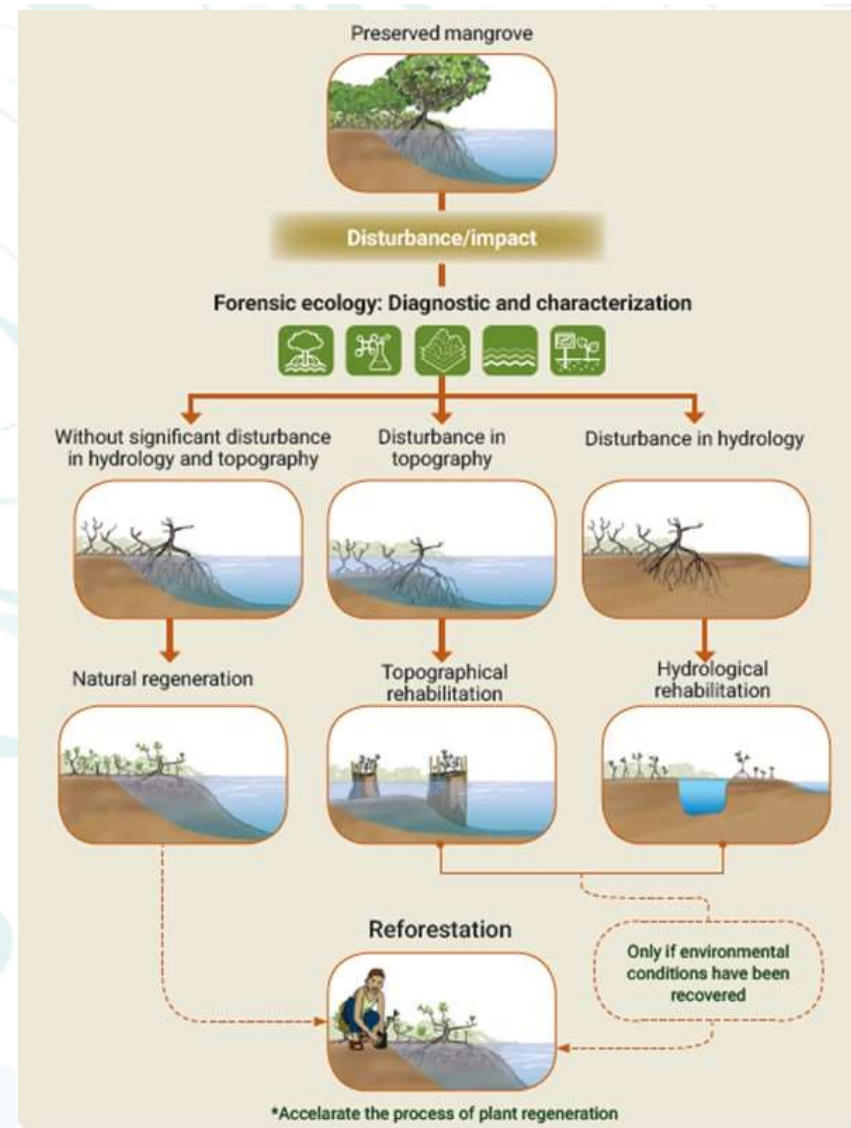 Preserved mangrove
Disturbance/impact
Forensic ecology: Diagnostic and characterization
Without significant disturbance
in hydrology and topography
Disturbance in
topography
Disturbance in hydrology
Natural regeneration
Topographical
rehabilitation
Hydrological
rehabilitation
Reforestation
Only if environmental
conditions have been
recovered
*Accelarate the process of plant regeneration